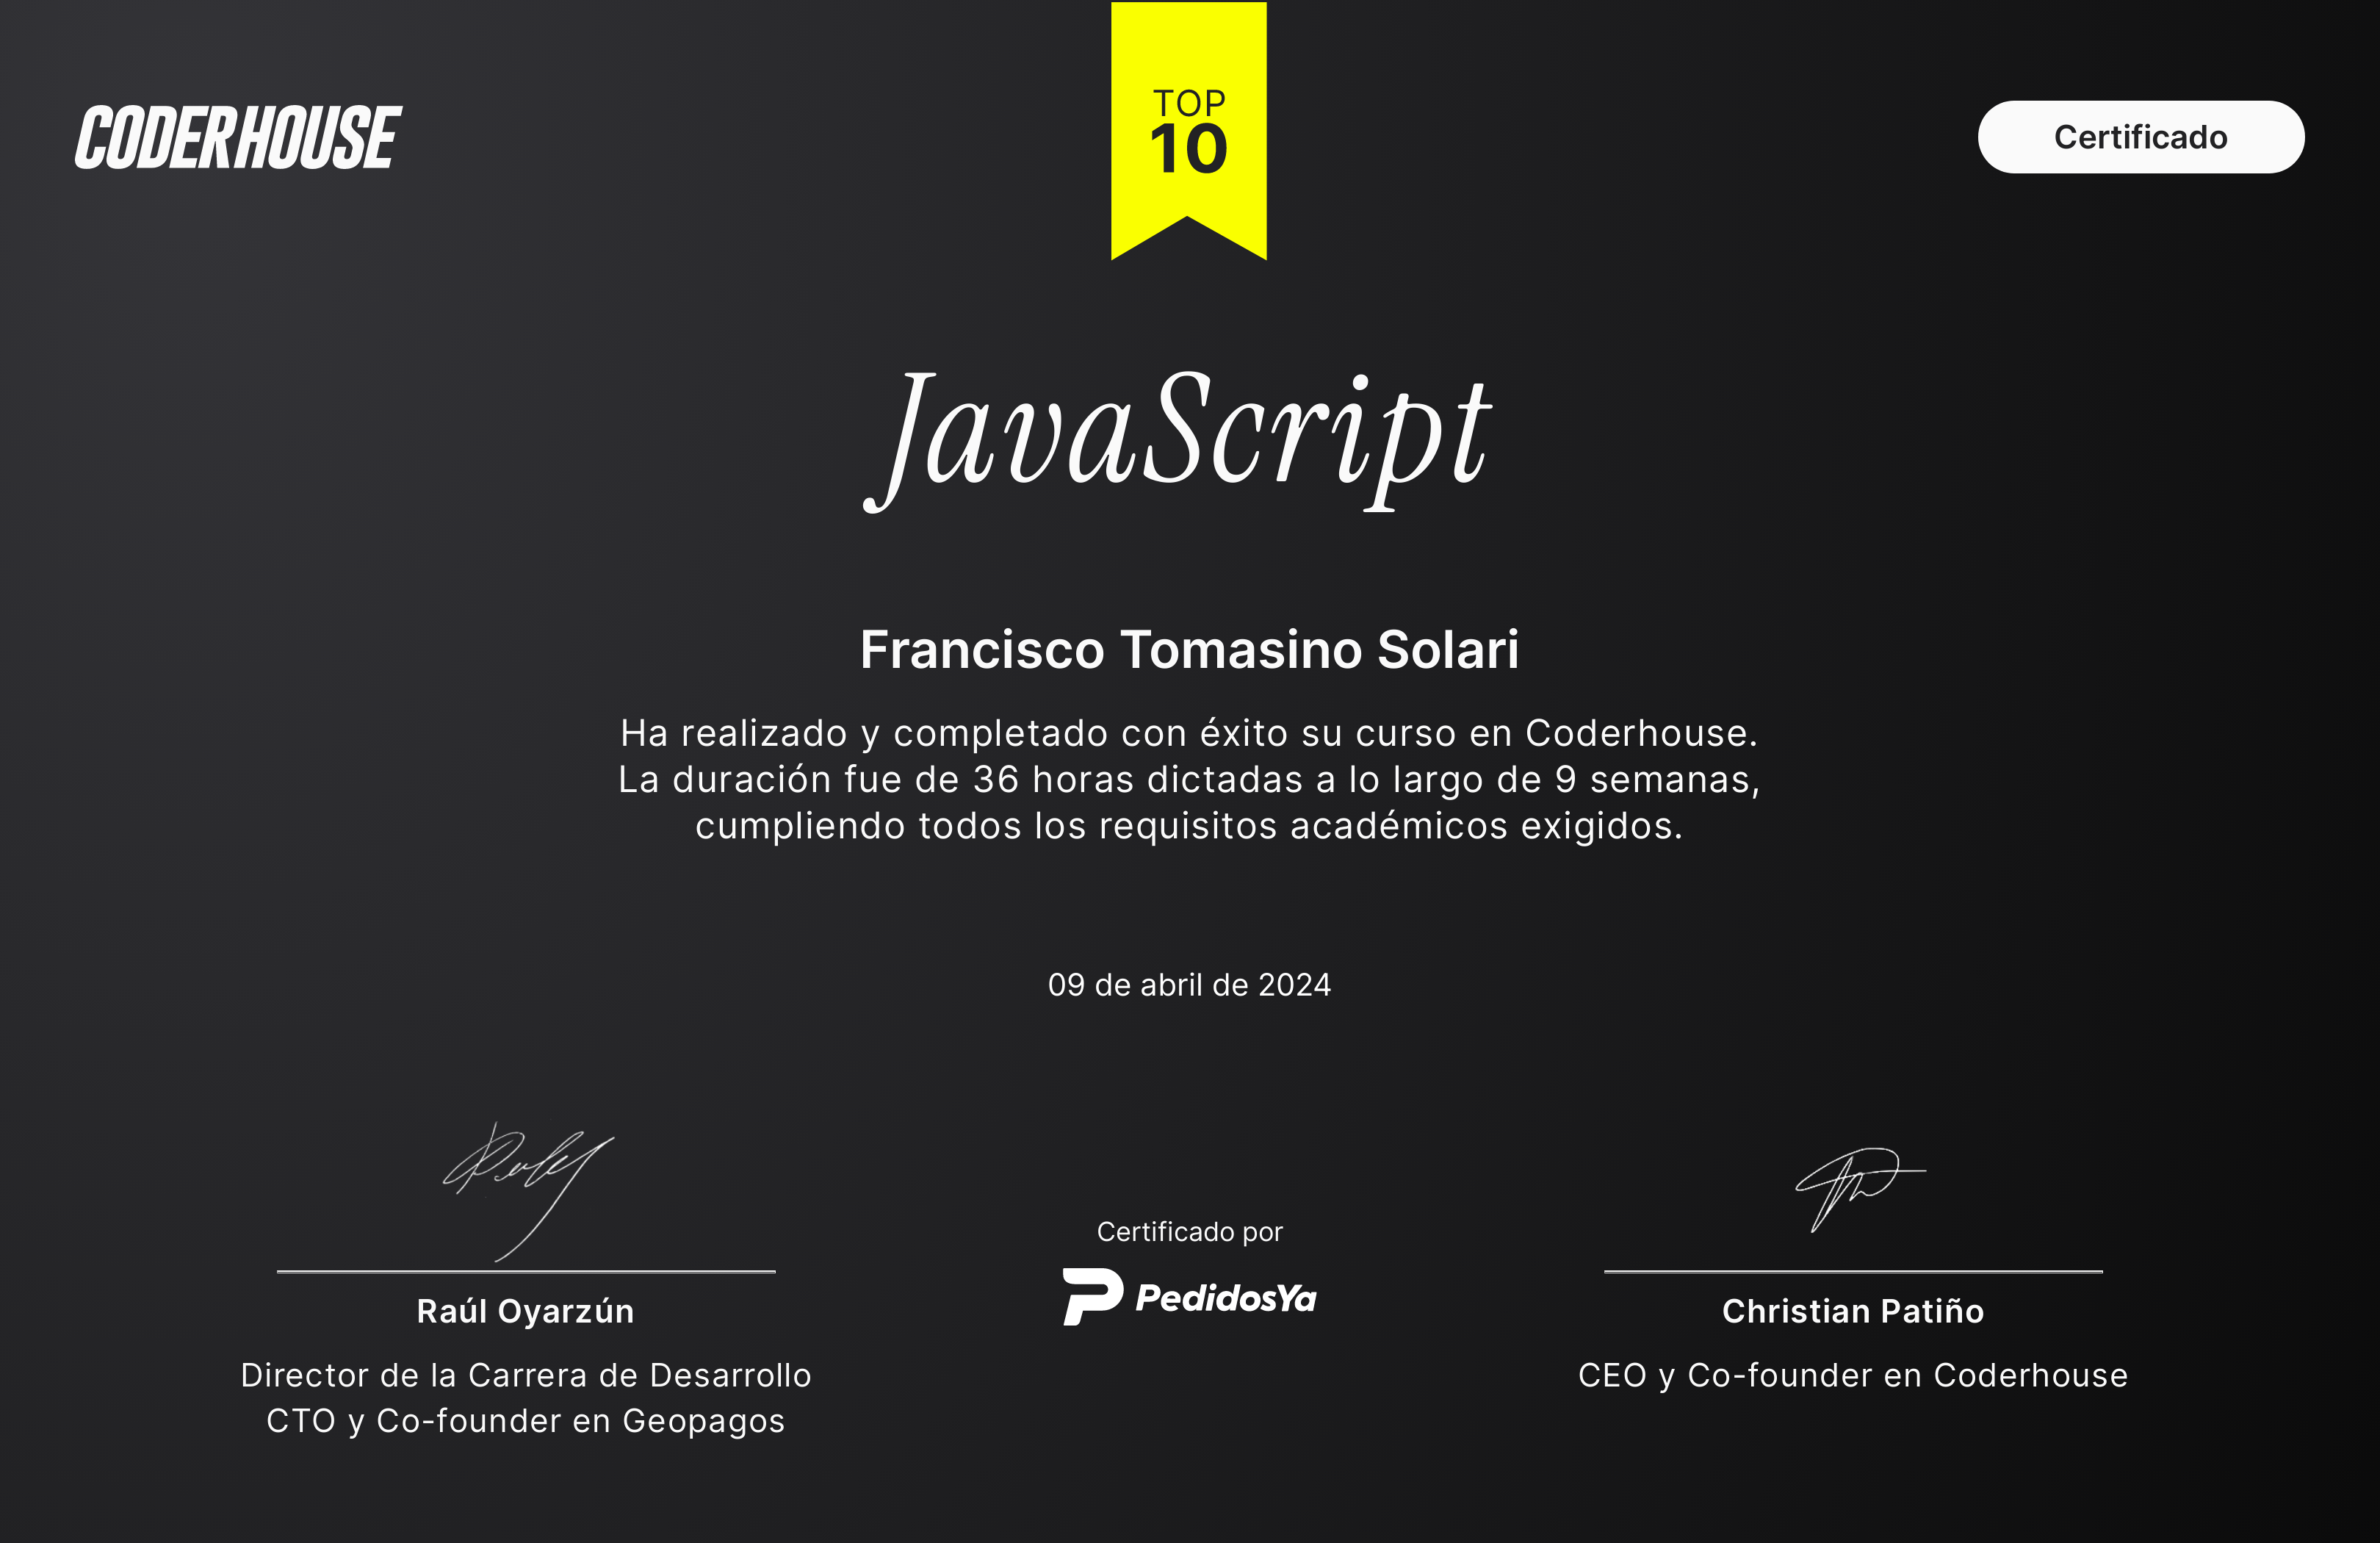 CODERHOUSE
TOP
10
Certificado
JavaScript
Francisco Tomasino Solari
Ha realizado y completado con éxito su curso en Coderhouse.
La duración fue de 36 horas dictadas a lo largo de 9 semanas,
cumpliendo todos los requisitos académicos exigidos.
09 de abril de 2024
Raúl Oyarzún
Director de la Carrera de Desarrollo
CTO y Co-founder en Geopagos
Certificado por
PedidosYa
Christian Patiño
CEO y Co-founder en Coderhouse